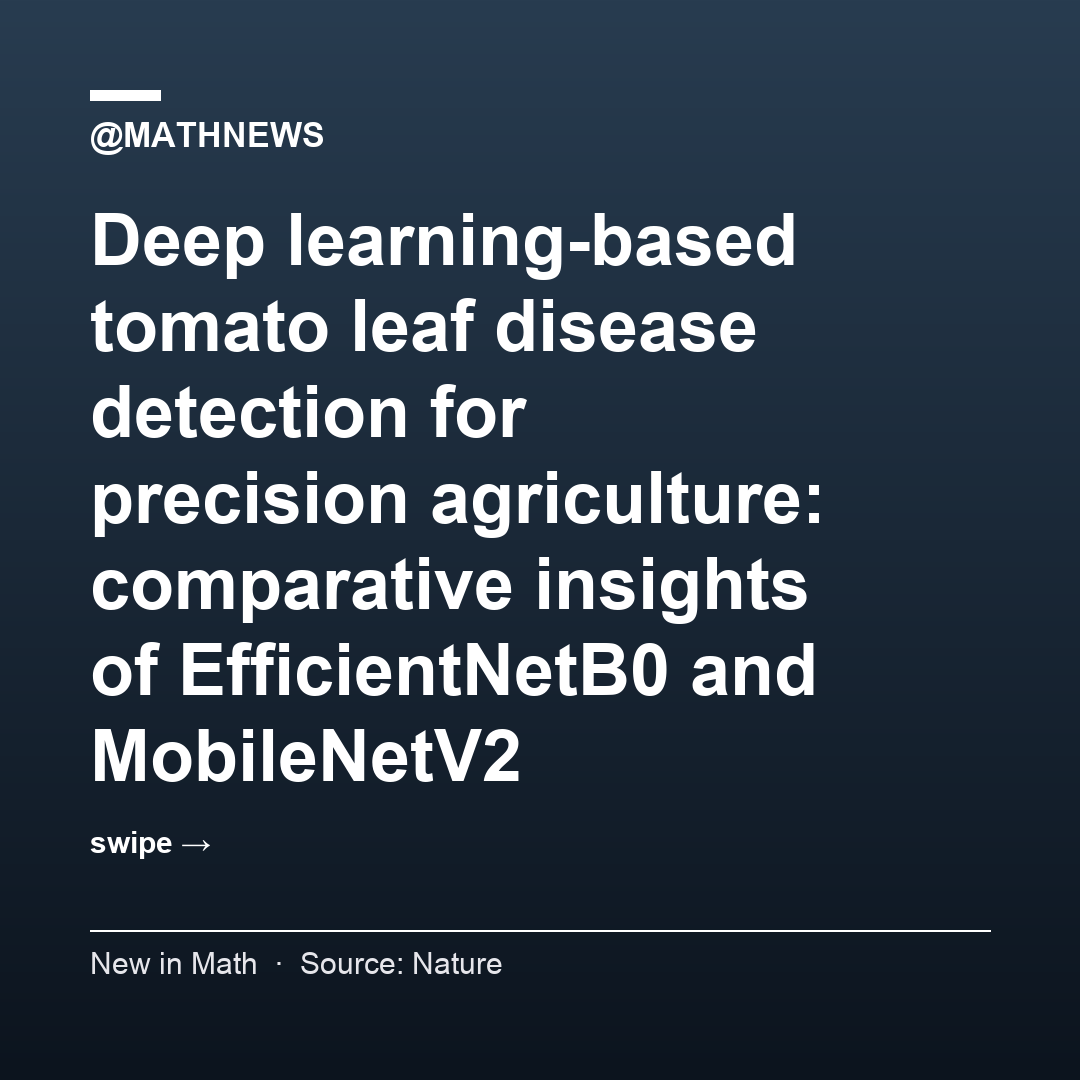 @MATHNEWS
Deep learning-based
tomato leaf disease
detection for
precision agriculture:
comparative insights
of EfficientNetB0 and
MobileNetV2
swipe →
New in Math · Source: Nature